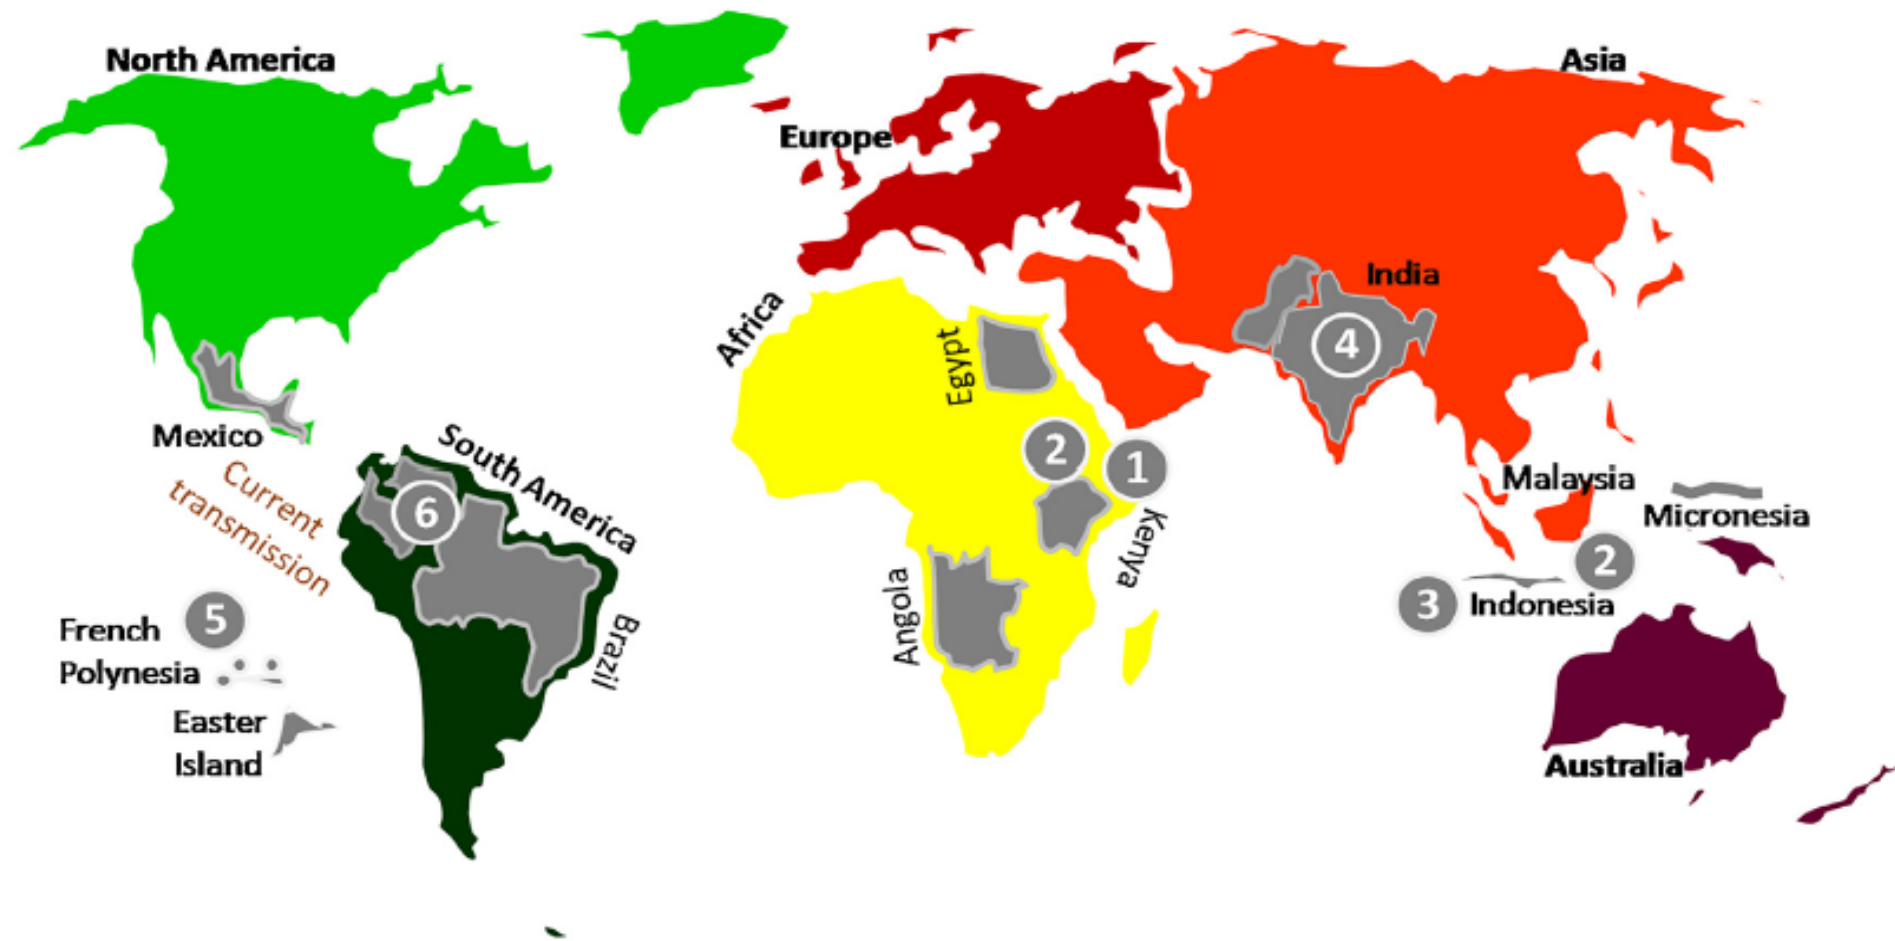 North America
Asia
Europe
India
Africa
Egypt
Mexico
South America
Current
transmission
6
4
2
1
Kenya
Malaysia
Micronesia
2
3
Indonesia
Angola
Brazil
French
Polynesia
5
Easter
Island
Australia